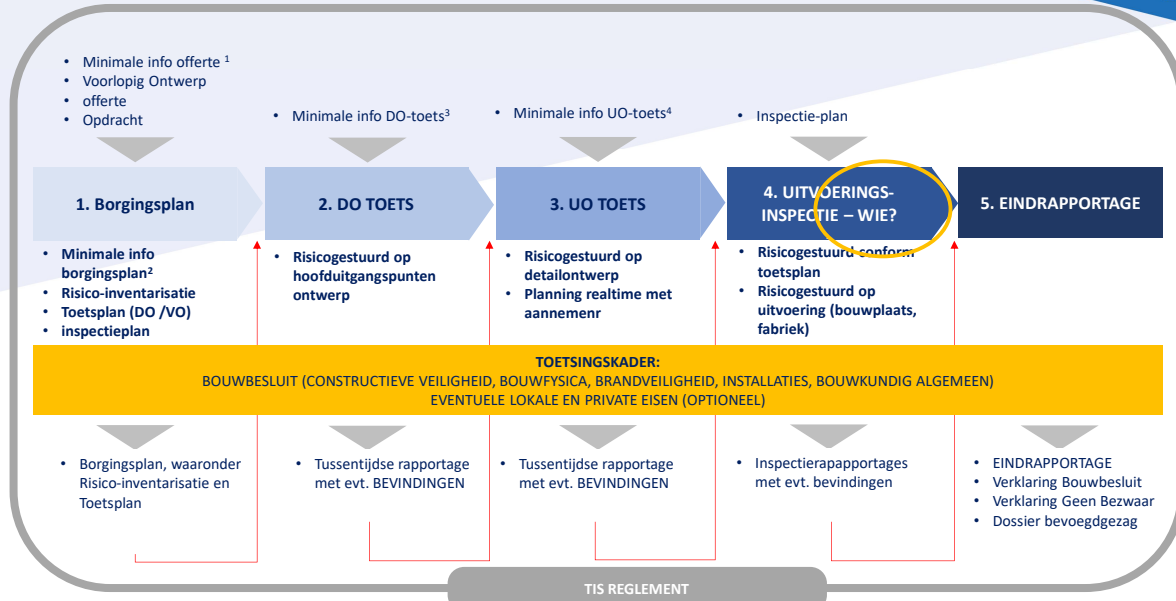 • Minimale info offerte ¹
• Voorlopig Ontwerp
• offerte
• Opdracht
• Minimale info DO-toets³
• Minimale info UO-toets⁴
• Inspectie-plan
1. Borgingsplan
2. DO TOETS
3. UO TOETS
4. UITVOERINGS-
INSPECTIE – WIE?
5. EINDRAPPORTAGE
• Minimale info
borgingsplan²
• Risico-inventarisatie
• Toetsplan (DO /VO)
• inspectieplan
• Risicogestuurd op
hoofduitgangspunten
ontwerp
• Risicogestuurd op
detailontwerp
• Planning realtime met
aannemenr
• Risicogestuurd conform
toetsplan
• Risicogestuurd op
uitvoering (bouwplaats,
fabriek)
TOETSINGSKADER:
BOUWBESLUIT (CONSTRUCTIEVE VEILIGHEID, BOUWFYSICA, BRANDVEILIGHEID, INSTALLATIES, BOUWKUNDIG ALGEMEEN)
EVENTUELE LOKALE EN PRIVATE EISEN (OPTIONEEL)
• Borgingsplan, waaronder
Risico-inventarisatie en
Toetsplan
• Tussentijdse rapportage
met evt. BEVINDINGEN
• Tussentijdse rapportage
met evt. BEVINDINGEN
• Inspectierapapportages
met evt. bevindingen
• EINDRAPPORTAGE
• Verklaring Bouwbesluit
• Verklaring Geen Bezwaar
• Dossier bevoegdgezag
TIS REGLEMENT